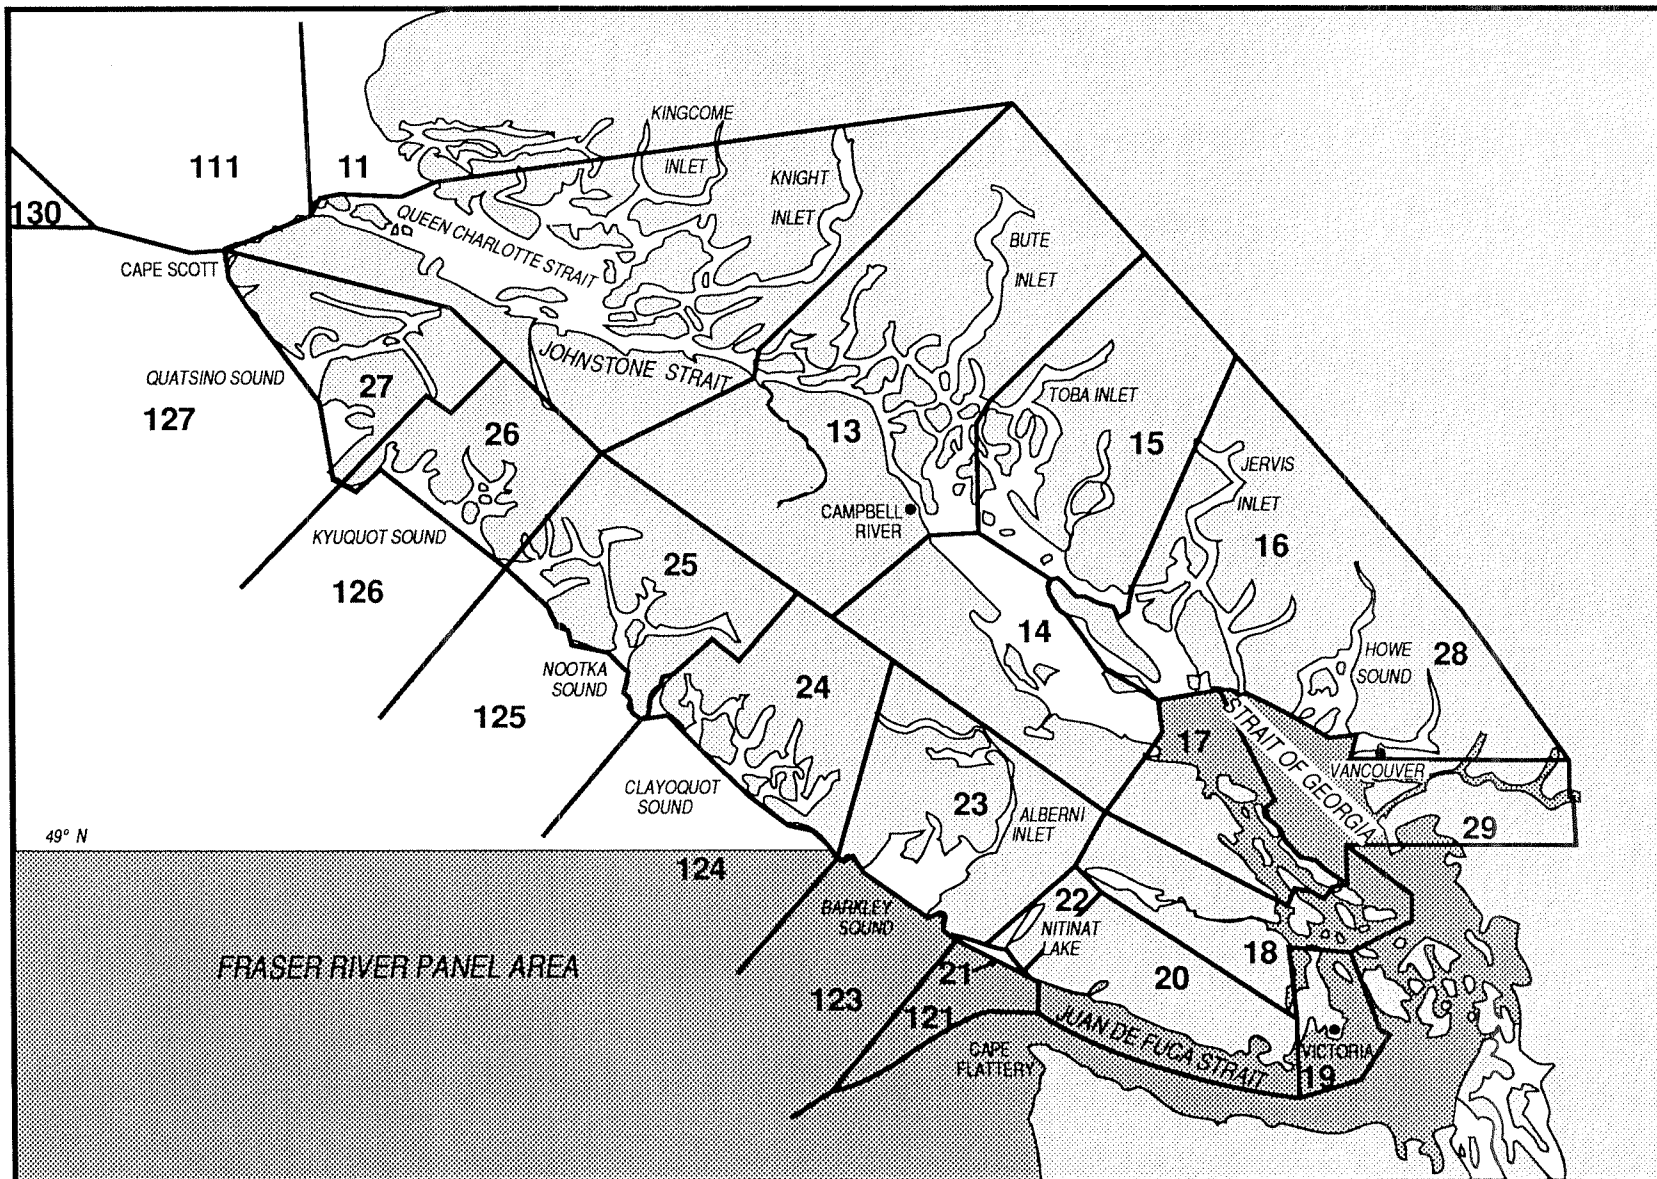 KINGCOME
INLET
111
11
KNIGHT
INLET
130
QUEEN CHARLOTTE STRAIT
BUTE
INLET
CAPE SCOTT
JOHNSTONE STRAIT
QUATSINO SOUND
27
127
TOBA INLET
26
13
15
JERVIS
INLET
CAMPBELL
RIVER
KYUQUOT SOUND
16
25
126
14
HOWE
SOUND
28
NOOTKA
SOUND
24
125
17
STRAIT OF GEORGIA
VANCOUVER
CLAYOQUOT
SOUND
23
ALBERNI
INLET
29
49° N
124
22
BARKLEY
SOUND
NITINAT
LAKE
18
FRASER RIVER PANEL AREA
21
20
123
121
JUAN DE FUCA STRAIT
CAPE
FLATTERY
VICTORIA
19